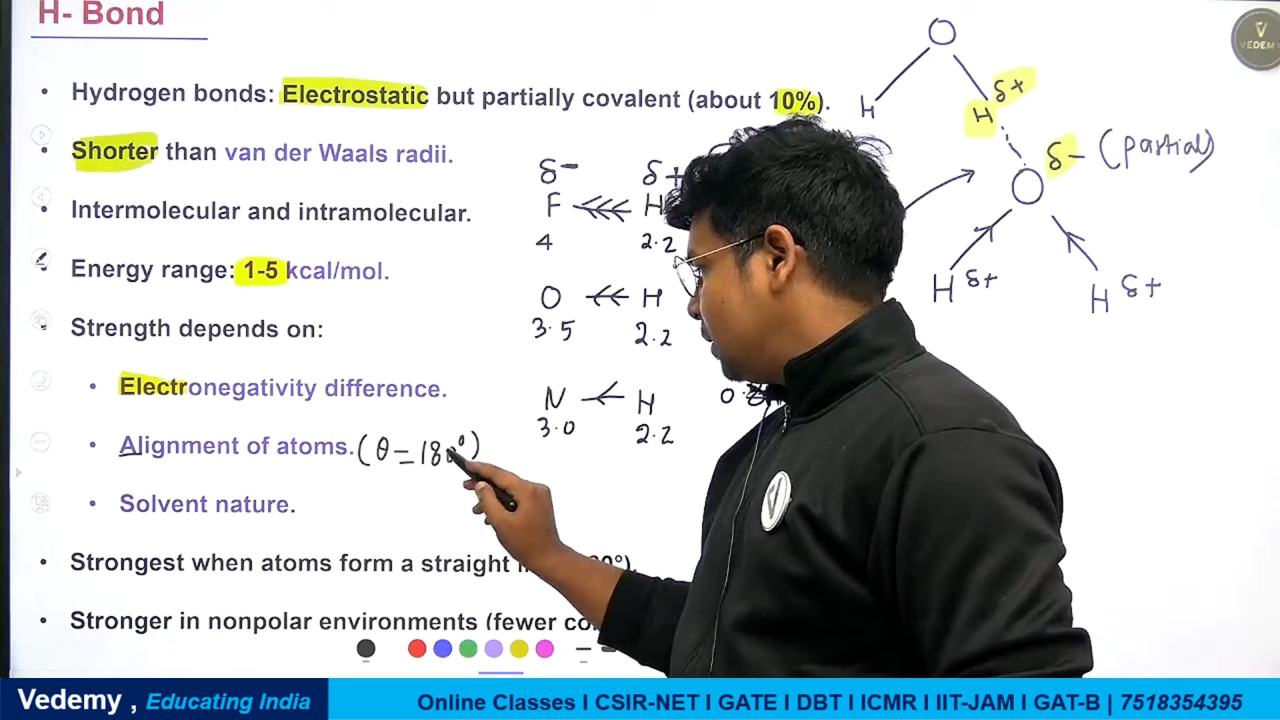 H- Bond
VEDEMY
• Hydrogen bonds: Electrostatic but partially covalent (about 10%).
• Shorter than van der Waals radii.
• Intermolecular and intramolecular.
• Energy range: 1-5 kcal/mol.
• Strength depends on:
• Electronegativity difference.
• Alignment of atoms. (θ = 180°)
• Solvent nature.
• Strongest when atoms form a straight
• Stronger in nonpolar environments (fewer
δ- δ+
F H
4 2.2
O H
3.5 2.2
N H
3.0 2.2
O
H H δ+
δ- (partial)
O
H δ+ H δ+
Vedemy , Educating India
Online Classes I CSIR-NET I GATE I DBT I ICMR I IIT-JAM I GAT-B | 7518354395